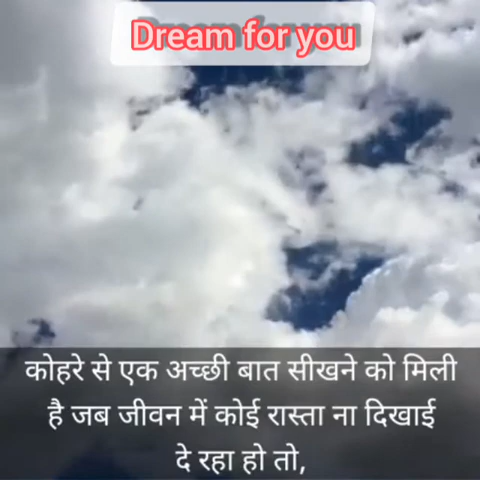 Dream for you
कोहरे से एक अच्छी बात सीखने को मिली
है जब जीवन में कोई रास्ता ना दिखाई
दे रहा हो तो,